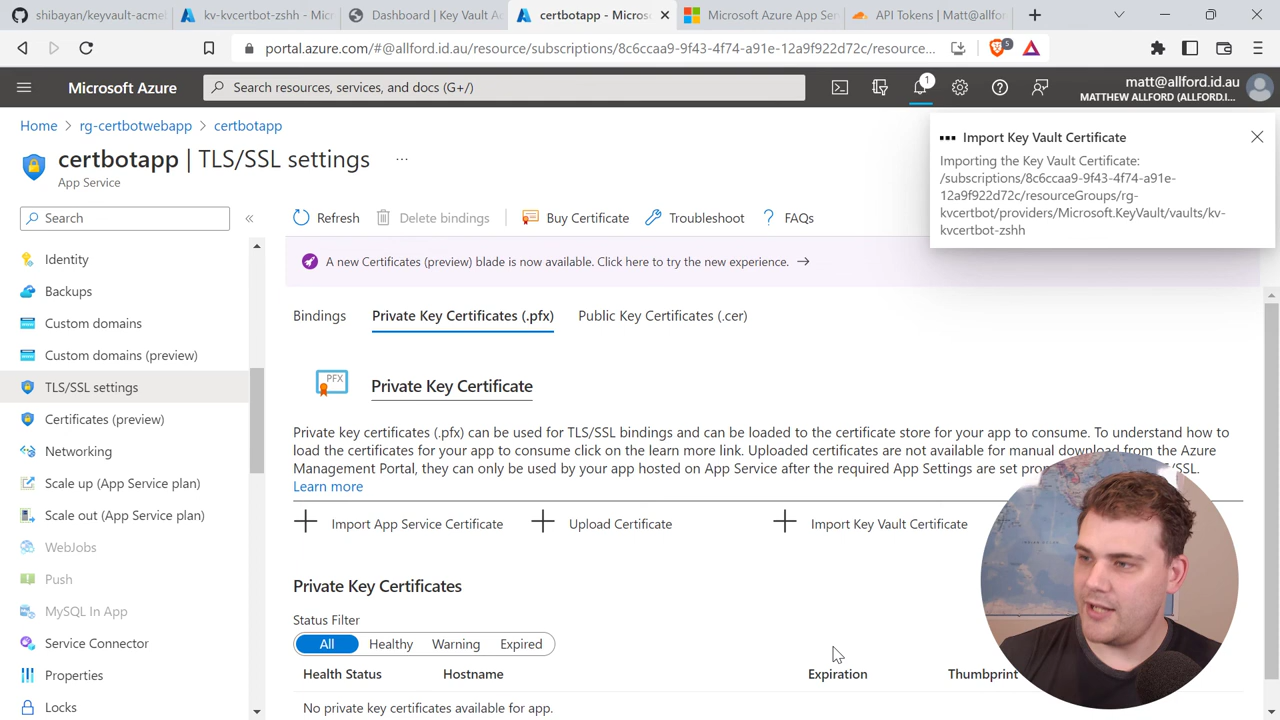 shibayan/keyvault-acme
kv-kvcertbot-zshh - Mic
Dashboard | Key Vault A
certbotapp - Microso
Microsoft Azure App Ser
API Tokens | Matt@allfor
portal.azure.com/#@allford.id.au/resource/subscriptions/8c6ccaa9-9f43-4f74-a91e-12a9f922d72c/resource...
5
Microsoft Azure
Search resources, services, and docs (G+/)
1
matt@allford.id.au
MATTHEW ALLFORD (ALLFORD.I...
Home > rg-certbotwebapp > certbotapp
certbotapp | TLS/SSL settings ...
App Service
Import Key Vault Certificate
Importing the Key Vault Certificate:
/subscriptions/8c6ccaa9-9f43-4f74-a91e-
12a9f922d72c/resourceGroups/rg-
kvcertbot/providers/Microsoft.KeyVault/vaults/kv-
kvcertbot-zshh
Search
«
Refresh
Delete bindings
Buy Certificate
Troubleshoot
? FAQs
Identity
Backups
Custom domains
Custom domains (preview)
TLS/SSL settings
Certificates (preview)
Networking
Scale up (App Service plan)
Scale out (App Service plan)
WebJobs
Push
MySQL In App
Service Connector
Properties
Locks
A new Certificates (preview) blade is now available. Click here to try the new experience. →
Bindings
Private Key Certificates (.pfx)
Public Key Certificates (.cer)
PFX
Private Key Certificate
Private key certificates (.pfx) can be used for TLS/SSL bindings and can be loaded to the certificate store for your app to consume. To understand how to
load the certificates for your app to consume click on the learn more link. Uploaded certificates are not available for manual download from the Azure
Management Portal, they can only be used by your app hosted on App Service after the required App Settings are set SSL.
Learn more
Import App Service Certificate
Upload Certificate
Import Key Vault Certificate
Private Key Certificates
Status Filter
All
Healthy
Warning
Expired
Health Status
Hostname
Expiration
Thumbprint
No private key certificates available for app.